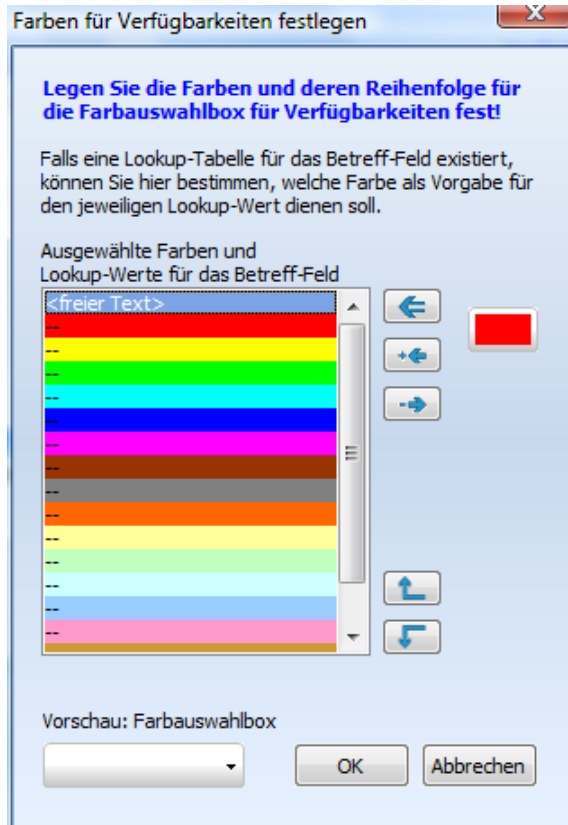 Farben für Verfügbarkeiten festlegen
Legen Sie die Farben und deren Reihenfolge für
die Farbauswahlbox für Verfügbarkeiten fest!
Falls eine Lookup-Tabelle für das Betreff-Feld existiert,
können Sie hier bestimmen, welche Farbe als Vorgabe für
den jeweiligen Lookup-Wert dienen soll.
Ausgewählte Farben und
Lookup-Werte für das Betreff-Feld
<freier Text>
--
--
--
--
--
--
--
--
--
--
--
--
--
--
Vorschau: Farbauswahlbox
OK
Abbrechen